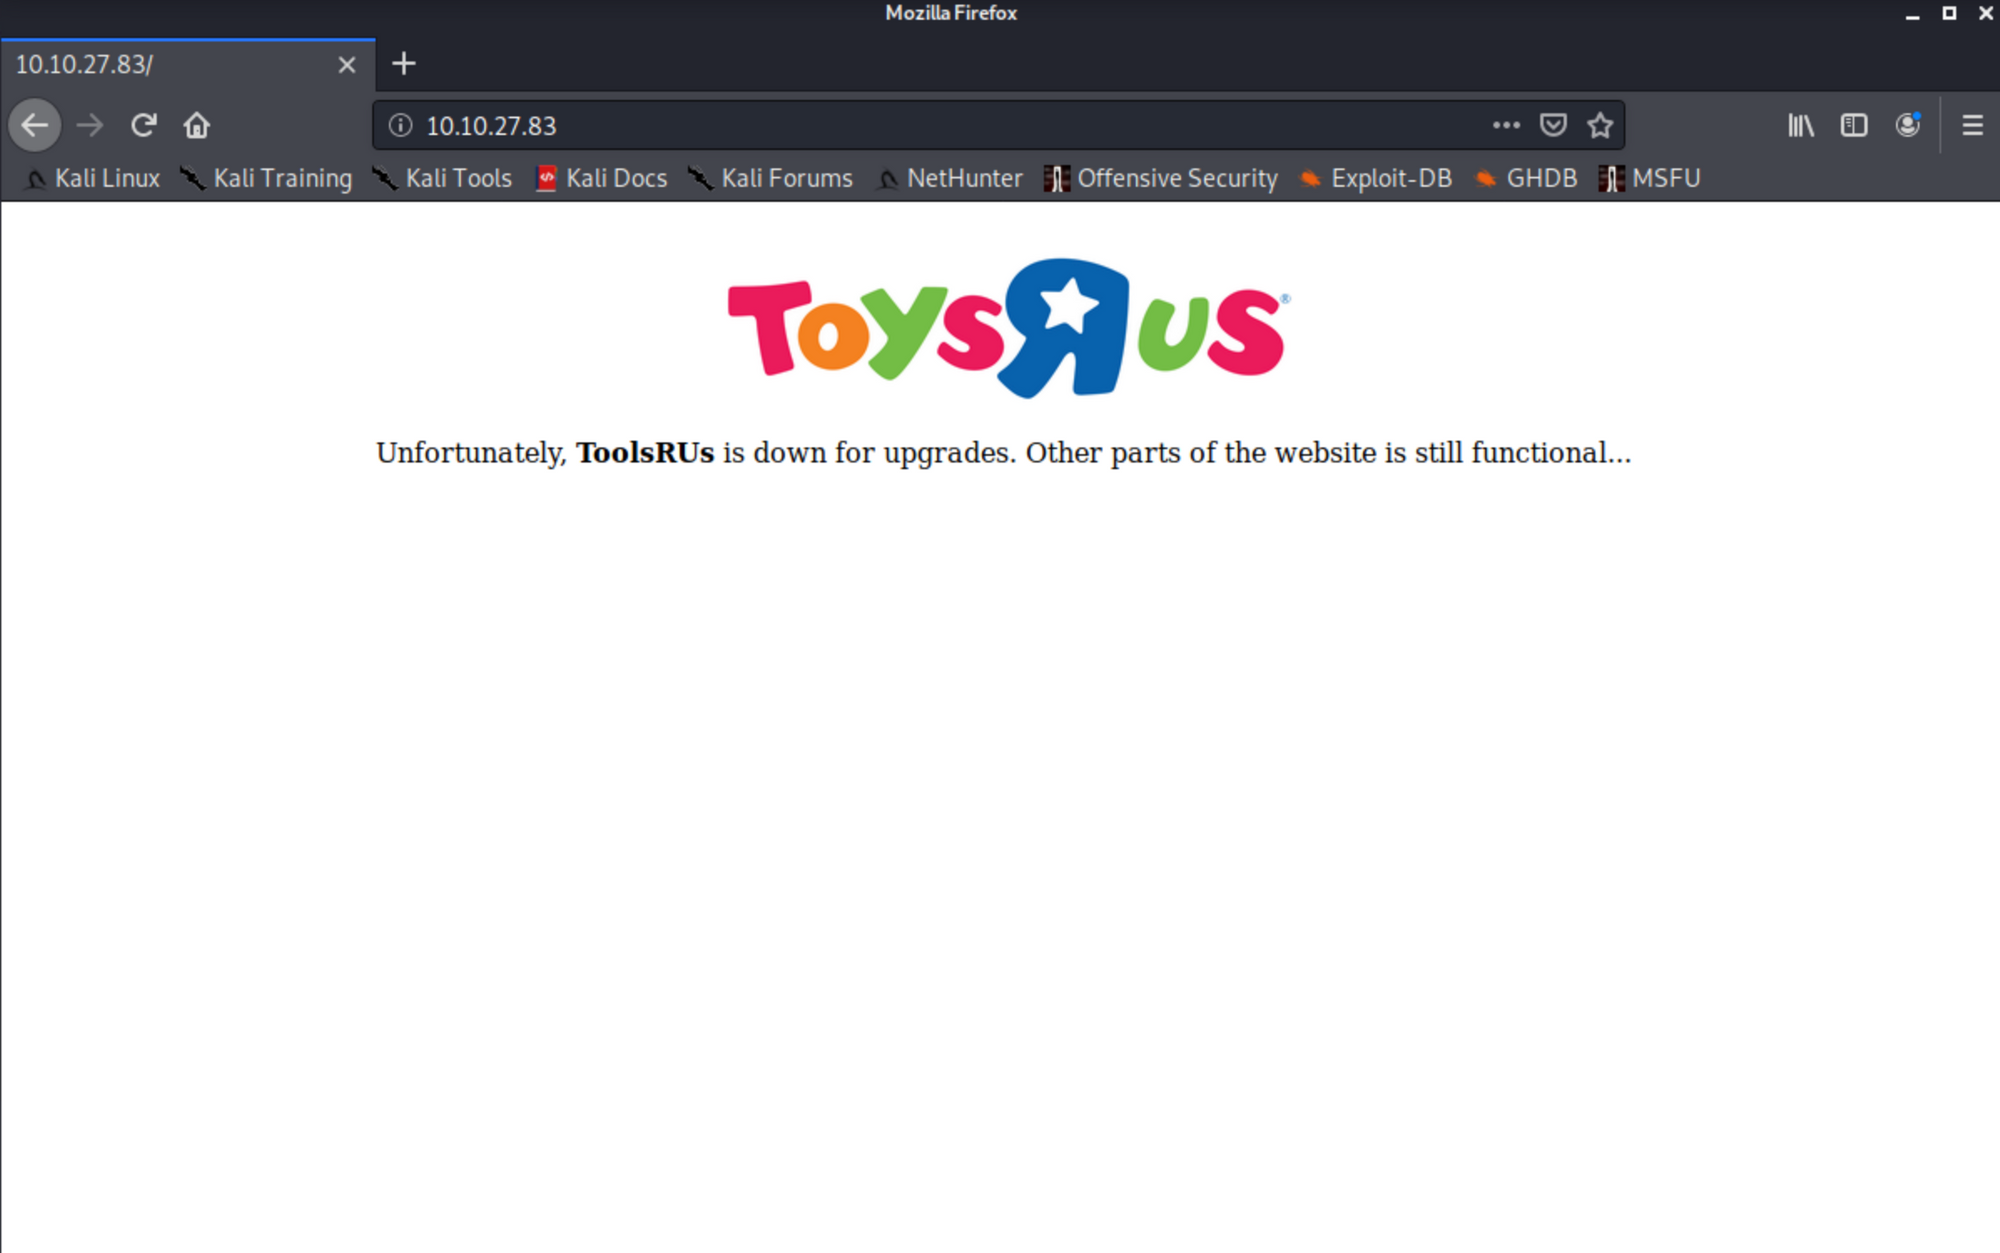 Mozilla Firefox
10.10.27.83/
10.10.27.83
Kali Linux Kali Training Kali Tools Kali Docs Kali Forums NetHunter Offensive Security Exploit-DB GHDB MSFU
ToysRus®
Unfortunately, ToolsRUs is down for upgrades. Other parts of the website is still functional...